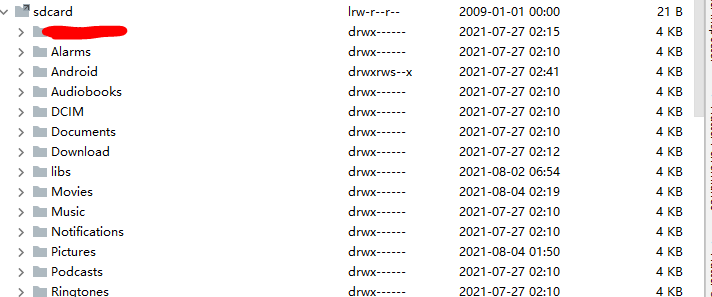 sdcard lrw-r--r-- 2009-01-01 00:00 21 B
drwx------ 2021-07-27 02:15 4 KB
Alarms drwx------ 2021-07-27 02:10 4 KB
Android drwxrws--x 2021-07-27 02:41 4 KB
Audiobooks drwx------ 2021-07-27 02:10 4 KB
DCIM drwx------ 2021-07-27 02:10 4 KB
Documents drwx------ 2021-07-27 02:10 4 KB
Download drwx------ 2021-07-27 02:12 4 KB
libs drwx------ 2021-08-02 06:54 4 KB
Movies drwx------ 2021-08-04 02:19 4 KB
Music drwx------ 2021-07-27 02:10 4 KB
Notifications drwx------ 2021-07-27 02:10 4 KB
Pictures drwx------ 2021-08-04 01:50 4 KB
Podcasts drwx------ 2021-07-27 02:10 4 KB
Ringtones drwx------ 2021-07-27 02:10 4 KB